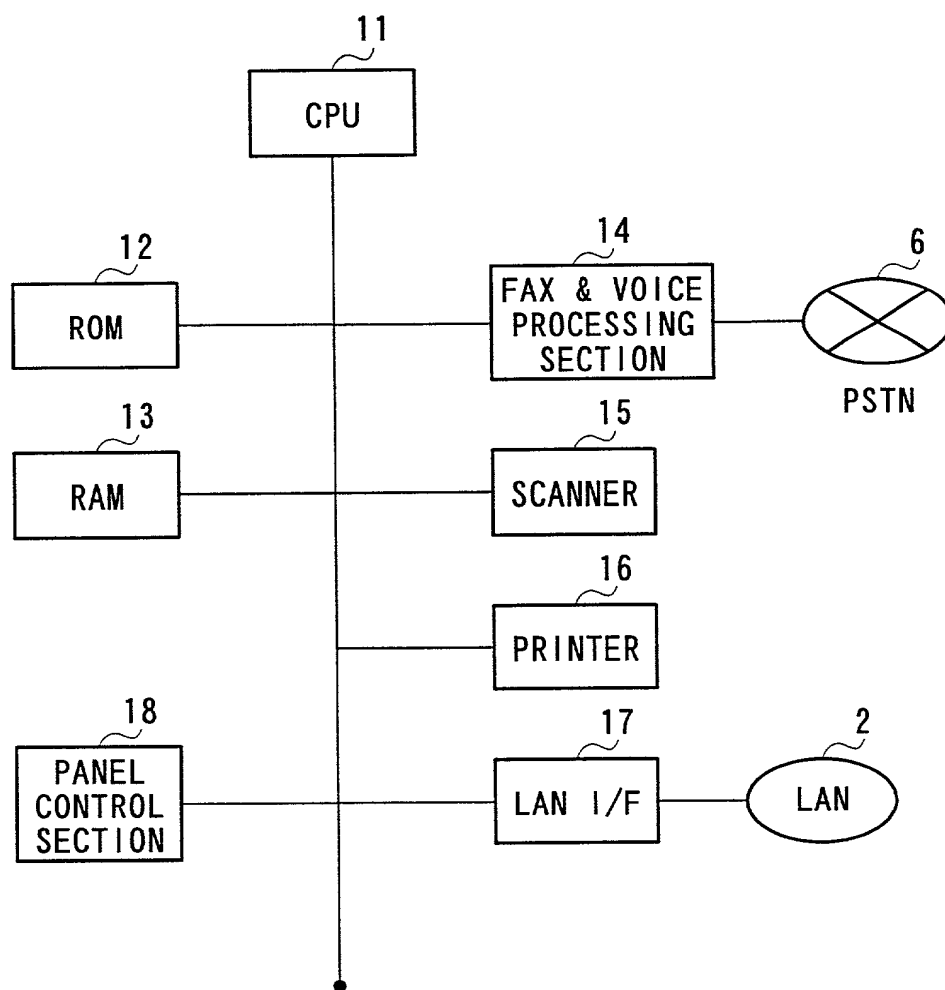 11
CPU
12
ROM
14
FAX & VOICE
PROCESSING
SECTION
6
PSTN
13
RAM
15
SCANNER
16
PRINTER
18
PANEL
CONTROL
SECTION
17
LAN I/F
2
LAN